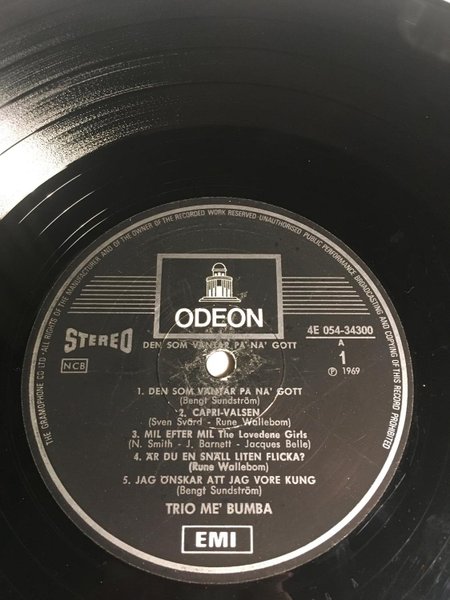 THE GRAMOPHONE CO LTD · ALL RIGHTS OF THE MANUFACTURER AND OF THE OWNER OF THE RECORDED WORK RESERVED · UNAUTHORISED PUBLIC PERFORMANCE BROADCASTING AND COPYING OF THIS RECORD PROHIBITED
ODEON
STEREO
NCB
4E 054-34300
A
1
Ⓟ 1969
DEN SOM VÄNTAR PÅ NÅ' GOTT
1. DEN SOM VÄNTAR PÅ NÅ' GOTT
(Bengt Sundström)
2. CAPRI-VALSEN
(Sven Svärd - Rune Wallebom)
3. MIL EFTER MIL The Lovedene Girls
(N. Smith - J. Barnett - Jacques Belle)
4. ÄR DU EN SNÄLL LITEN FLICKA?
(Rune Wallebom)
5. JAG ÖNSKAR ATT JAG VORE KUNG
(Bengt Sundström)
TRIO ME' BUMBA
EMI